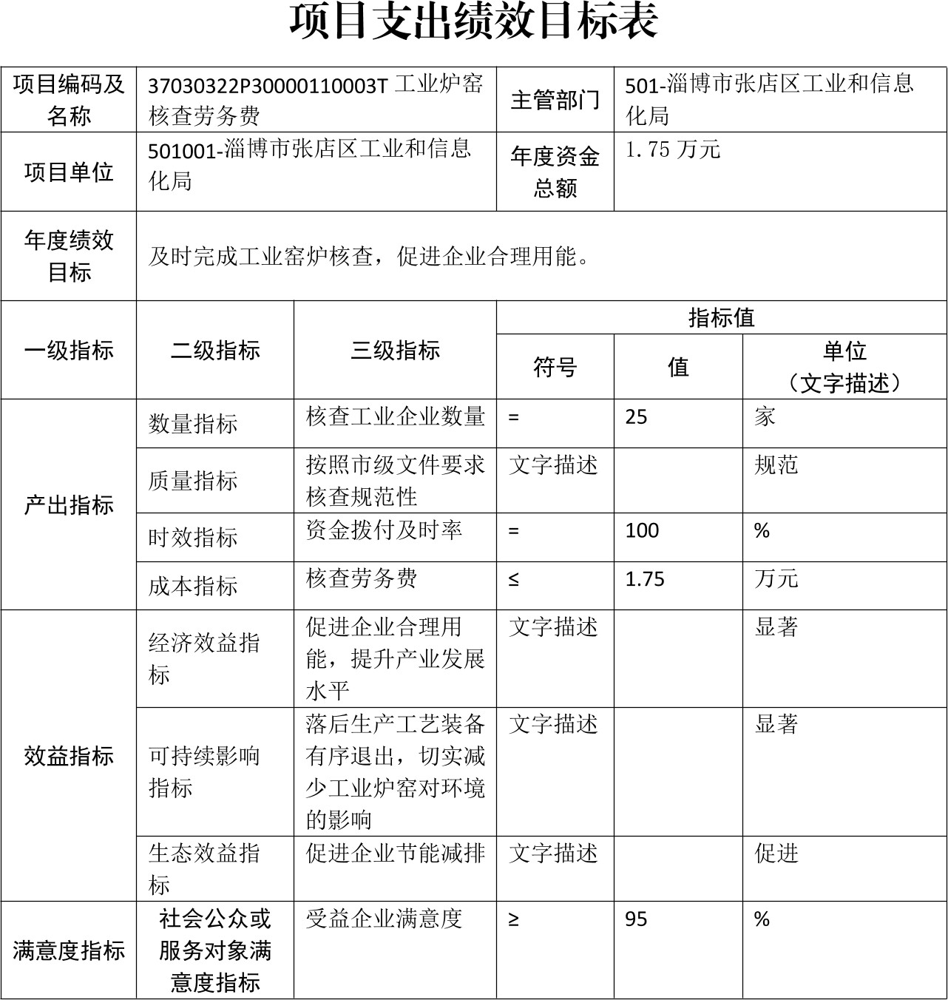 项目支出绩效目标表
项目编码及
名称
37030322P30000110003T 工业炉窑
核查劳务费
主管部门
501-淄博市张店区工业和信息
化局
项目单位
501001-淄博市张店区工业和信息
化局
年度资金
总额
1.75 万元
年度绩效
目标
及时完成工业窑炉核查，促进企业合理用能。
一级指标
二级指标
三级指标
指标值
符号
值
单位
（文字描述）
产出指标
数量指标
核查工业企业数量
=
25
家
质量指标
按照市级文件要求
核查规范性
文字描述
规范
时效指标
资金拨付及时率
=
100
%
成本指标
核查劳务费
≤
1.75
万元
效益指标
经济效益指
标
促进企业合理用
能，提升产业发展
水平
文字描述
显著
可持续影响
指标
落后生产工艺装备
有序退出，切实减
少工业炉窑对环境
的影响
文字描述
显著
生态效益指
标
促进企业节能减排
文字描述
促进
满意度指标
社会公众或
服务对象满
意度指标
受益企业满意度
≥
95
%